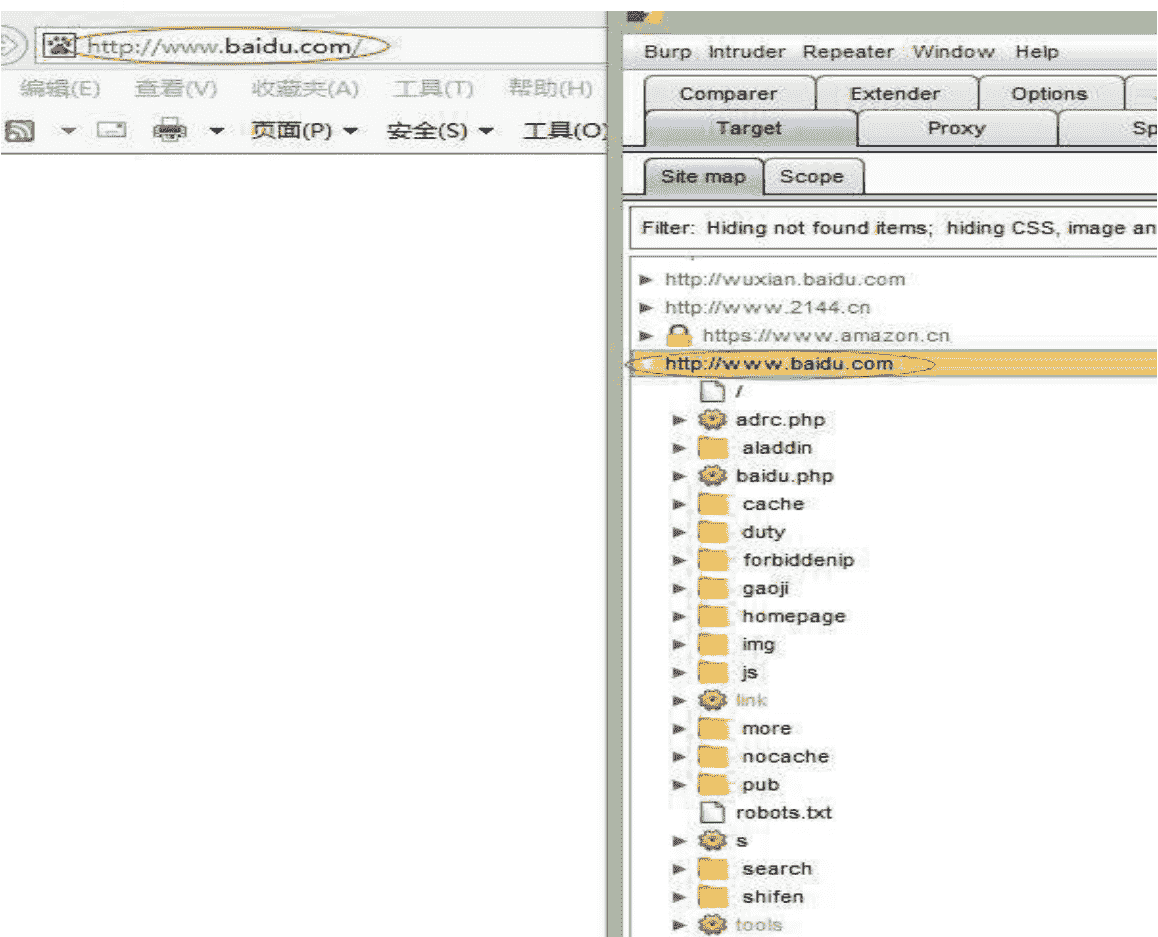 http://www.baidu.com/
编辑(E) 查看(V) 收藏夹(A) 工具(T) 帮助(H)
页面(P) 安全(S) 工具(O)
Burp Intruder Repeater Window Help
Comparer Extender Options
Target Proxy Sp
Site map Scope
Filter: Hiding not found items; hiding CSS, image an
http://wuxian.baidu.com
http://www.2144.cn
https://www.amazon.cn
http://www.baidu.com
/
adrc.php
aladdin
baidu.php
cache
duty
forbiddenip
gaoji
homepage
img
js
link
more
nocache
pub
robots.txt
s
search
shifen
tools